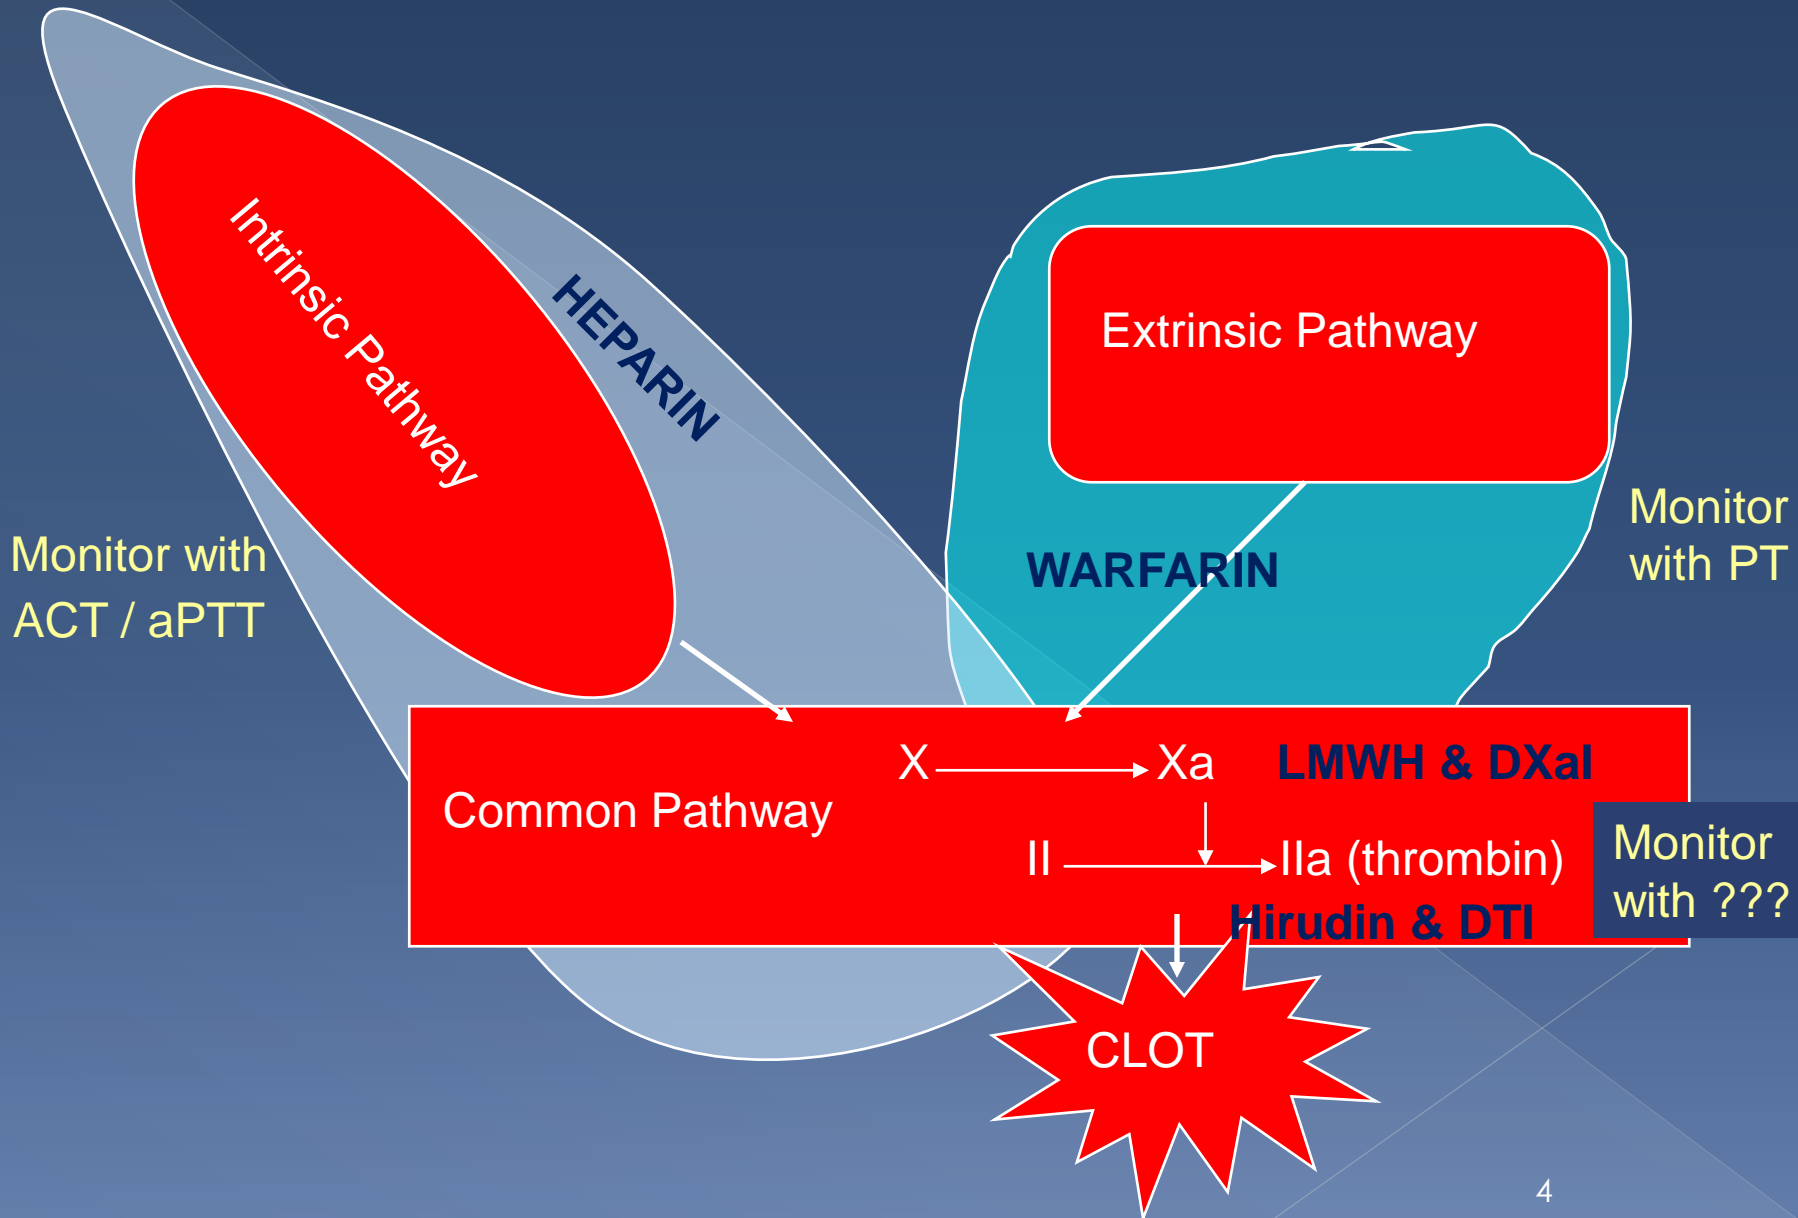 Intrinsic Pathway
HEPARIN
Extrinsic Pathway
Monitor with
ACT / aPTT
WARFARIN
Monitor
with PT
Common Pathway
X
Xa
LMWH & DXaI
II
IIa (thrombin)
Hirudin & DTI
Monitor
with ???
CLOT
4